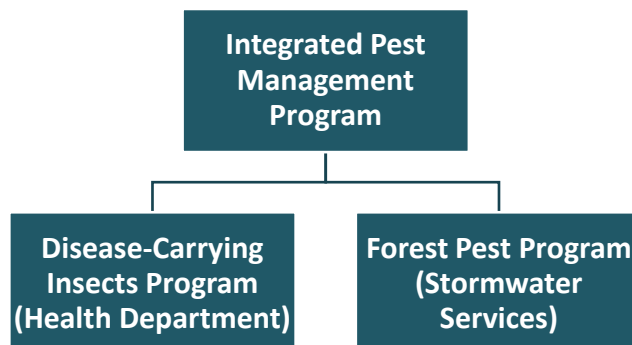 Integrated Pest
Management
Program
Disease-Carrying
Insects Program
(Health Department)
Forest Pest Program
(Stormwater
Services)